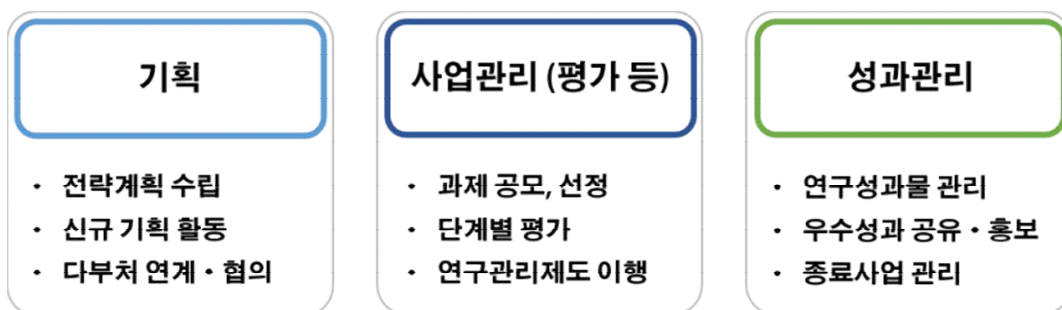 기획
• 전략계획 수립
• 신규 기획 활동
• 다부처 연계・협의
사업관리 (평가 등)
• 과제 공모, 선정
• 단계별 평가
• 연구관리제도 이행
성과관리
• 연구성과물 관리
• 우수성과 공유・홍보
• 종료사업 관리